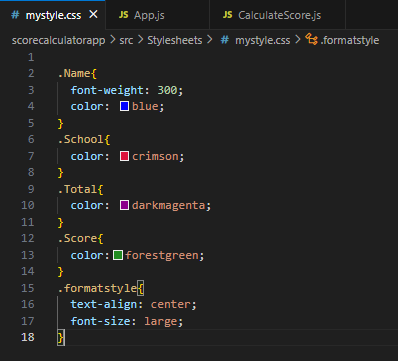 # mystyle.css × JS App.js JS CalculateScore.js
scorecalculatorapp > src > Stylesheets > # mystyle.css > .formatstyle
1
2 .Name{
3 font-weight: 300;
4 color: blue;
5 }
6 .School{
7 color: crimson;
8 }
9 .Total{
10 color: darkmagenta;
11 }
12 .Score{
13 color:forestgreen;
14 }
15 .formatstyle{
16 text-align: center;
17 font-size: large;
18 }